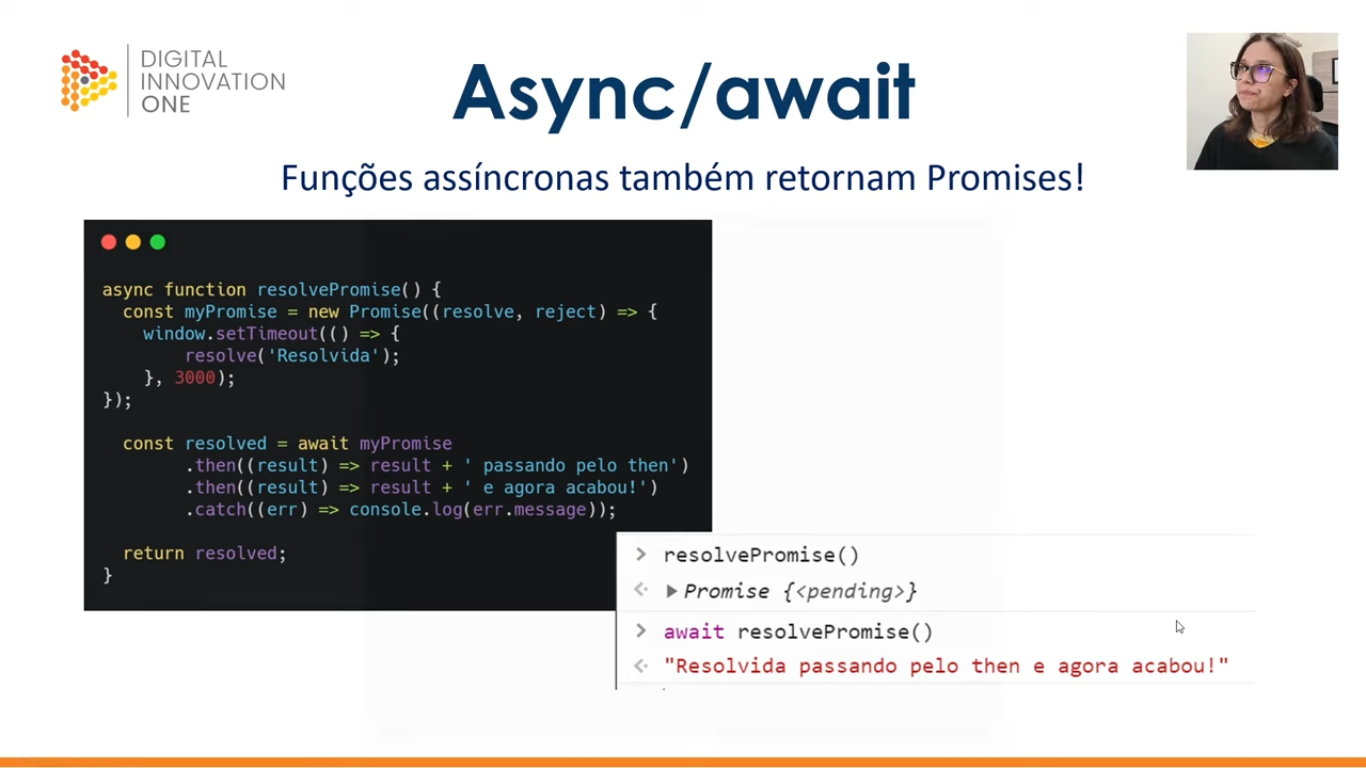 DIGITAL
INNOVATION
ONE
Async/await
Funções assíncronas também retornam Promises!
async function resolvePromise() {
  const myPromise = new Promise((resolve, reject) => {
    window.setTimeout(() => {
        resolve('Resolvida');
    }, 3000);
});

  const resolved = await myPromise
        .then((result) => result + ' passando pelo then')
        .then((result) => result + ' e agora acabou!')
        .catch((err) => console.log(err.message));

  return resolved;
}
> resolvePromise()
Promise {<pending>}
> await resolvePromise()
"Resolvida passando pelo then e agora acabou!"